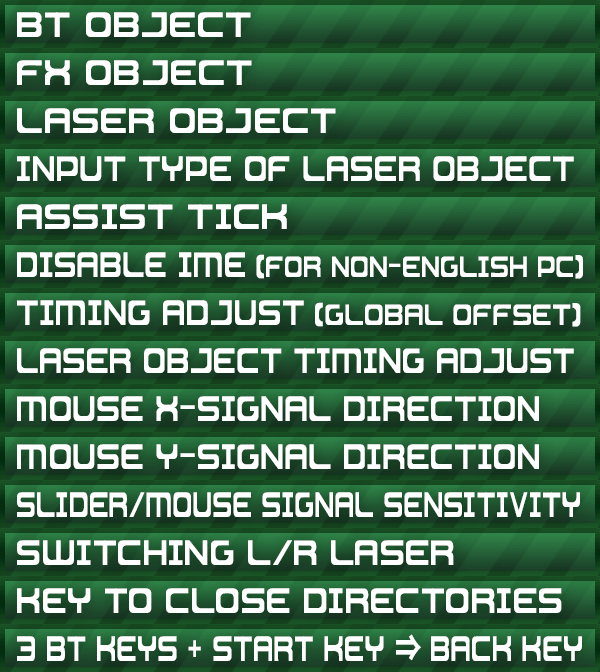 BT OBJECT
FX OBJECT
LASER OBJECT
INPUT TYPE OF LASER OBJECT
ASSIST TICK
DISABLE IME (FOR NON-ENGLISH PC)
TIMING ADJUST (GLOBAL OFFSET)
LASER OBJECT TIMING ADJUST
MOUSE X-SIGNAL DIRECTION
MOUSE Y-SIGNAL DIRECTION
SLIDER/MOUSE SIGNAL SENSITIVITY
SWITCHING L/R LASER
KEY TO CLOSE DIRECTORIES
3 BT KEYS + START KEY ⇒ BACK KEY